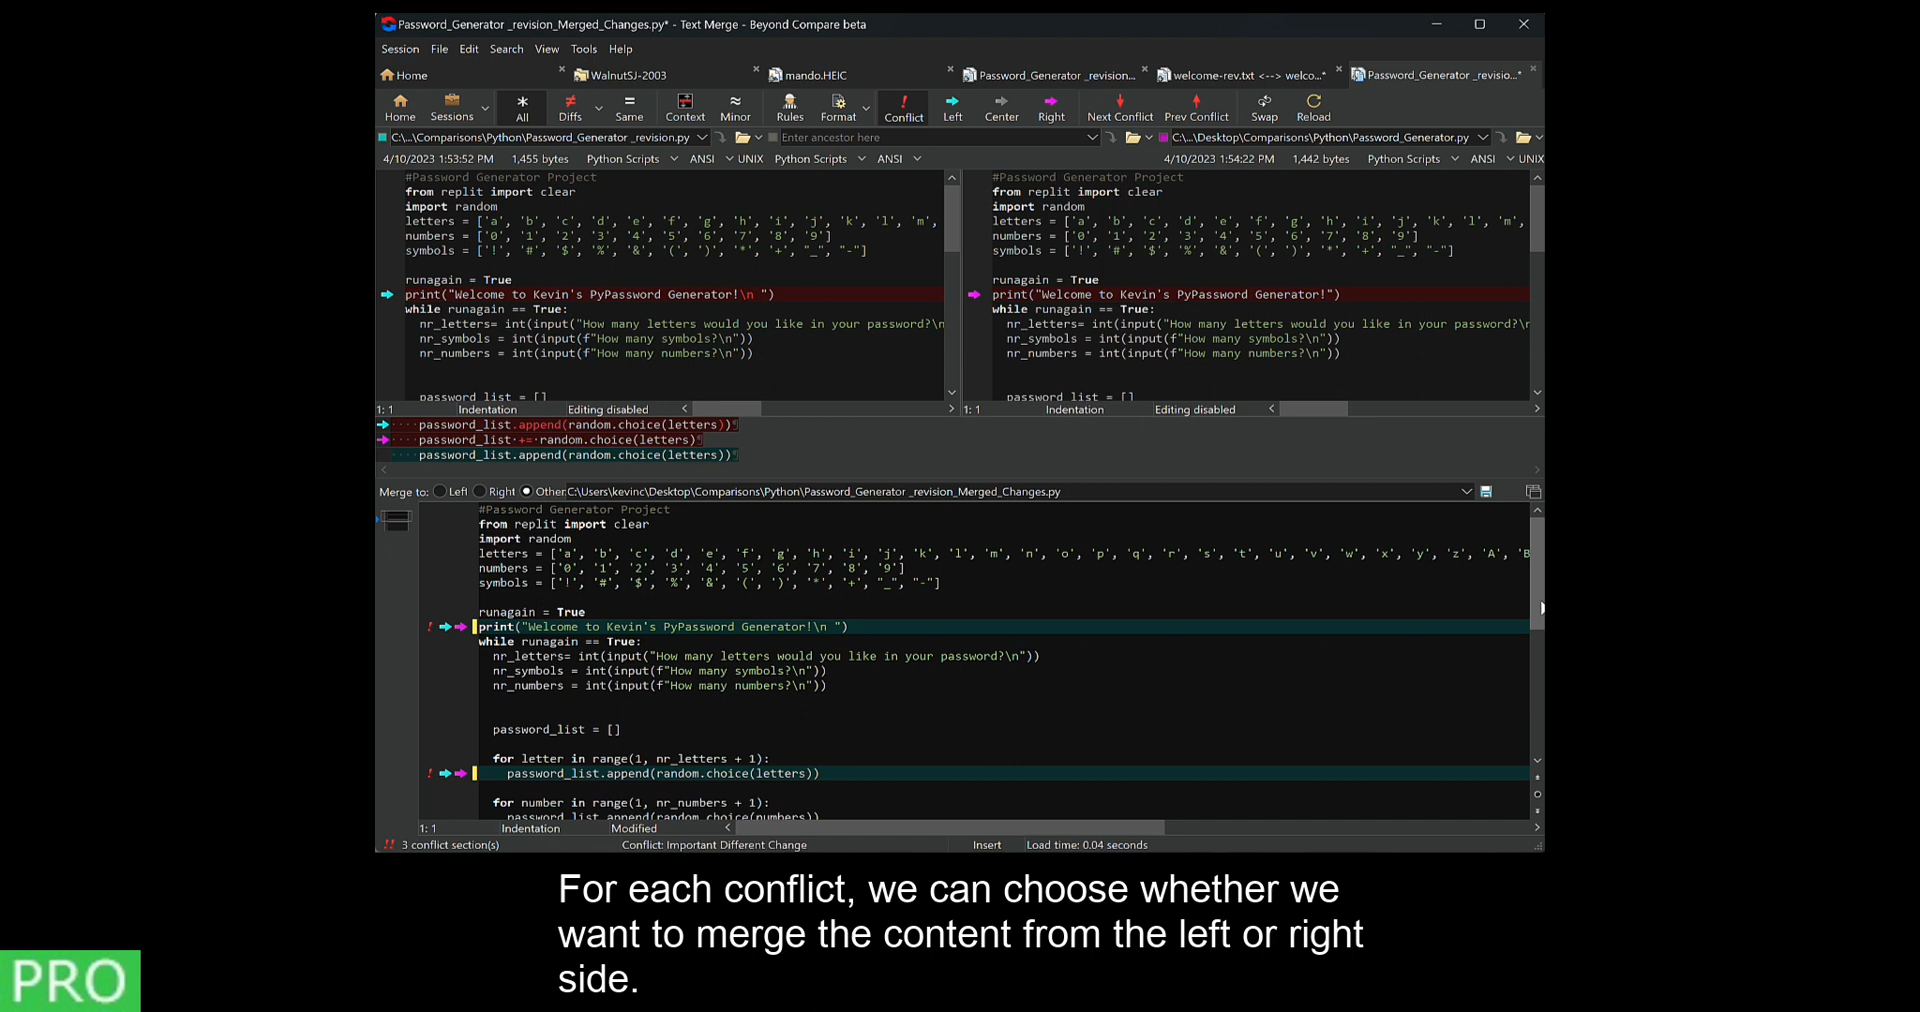 Password_Generator _revision_Merged_Changes.py* - Text Merge - Beyond Compare beta
Session File Edit Search View Tools Help
Home WalnutSJ-2003 mando.HEIC Password_Generator _revision... welcome-rev.txt <--> welco...* Password_Generator _revisio...*
Home Sessions All Diffs Same Context Minor Rules Format Conflict Left Center Right Next Conflict Prev Conflict Swap Reload
C:\...\Comparisons\Python\Password_Generator _revision.py Enter ancestor here C:\...\Desktop\Comparisons\Python\Password_Generator.py
4/10/2023 1:53:52 PM 1,455 bytes Python Scripts ANSI UNIX Python Scripts ANSI 4/10/2023 1:54:22 PM 1,442 bytes Python Scripts ANSI UNIX
#Password Generator Project
from replit import clear
import random
letters = ['a', 'b', 'c', 'd', 'e', 'f', 'g', 'h', 'i', 'j', 'k', 'l', 'm',
numbers = ['0', '1', '2', '3', '4', '5', '6', '7', '8', '9']
symbols = ['!', '#', '$', '%', '&', '(', ')', '*', '+', "_", "-"]
runagain = True
print("Welcome to Kevin's PyPassword Generator!\n ")
while runagain == True:
nr_letters= int(input("How many letters would you like in your password?\n
nr_symbols = int(input(f"How many symbols?\n"))
nr_numbers = int(input(f"How many numbers?\n"))
password_list = []
1: 1 Indentation Editing disabled
#Password Generator Project
from replit import clear
import random
letters = ['a', 'b', 'c', 'd', 'e', 'f', 'g', 'h', 'i', 'j', 'k', 'l', 'm',
numbers = ['0', '1', '2', '3', '4', '5', '6', '7', '8', '9']
symbols = ['!', '#', '$', '%', '&', '(', ')', '*', '+', "_", "-"]
runagain = True
print("Welcome to Kevin's PyPassword Generator!")
while runagain == True:
nr_letters= int(input("How many letters would you like in your password?\n
nr_symbols = int(input(f"How many symbols?\n"))
nr_numbers = int(input(f"How many numbers?\n"))
password_list = []
1: 1 Indentation Editing disabled
····password_list.append(random.choice(letters))¶
····password_list·+=·random.choice(letters)¶
····password_list.append(random.choice(letters))¶
Merge to: Left Right Other C:\Users\kevinc\Desktop\Comparisons\Python\Password_Generator _revision_Merged_Changes.py
#Password Generator Project
from replit import clear
import random
letters = ['a', 'b', 'c', 'd', 'e', 'f', 'g', 'h', 'i', 'j', 'k', 'l', 'm', 'n', 'o', 'p', 'q', 'r', 's', 't', 'u', 'v', 'w', 'x', 'y', 'z', 'A', 'B
numbers = ['0', '1', '2', '3', '4', '5', '6', '7', '8', '9']
symbols = ['!', '#', '$', '%', '&', '(', ')', '*', '+', "_", "-"]
runagain = True
print("Welcome to Kevin's PyPassword Generator!\n ")
while runagain == True:
nr_letters= int(input("How many letters would you like in your password?\n"))
nr_symbols = int(input(f"How many symbols?\n"))
nr_numbers = int(input(f"How many numbers?\n"))
password_list = []
for letter in range(1, nr_letters + 1):
password_list.append(random.choice(letters))
for number in range(1, nr_numbers + 1):
password_list.append(random.choice(numbers))
1: 1 Indentation Modified
!! 3 conflict section(s) Conflict: Important Different Change Insert Load time: 0.04 seconds
For each conflict, we can choose whether we
want to merge the content from the left or right
side.
PRO